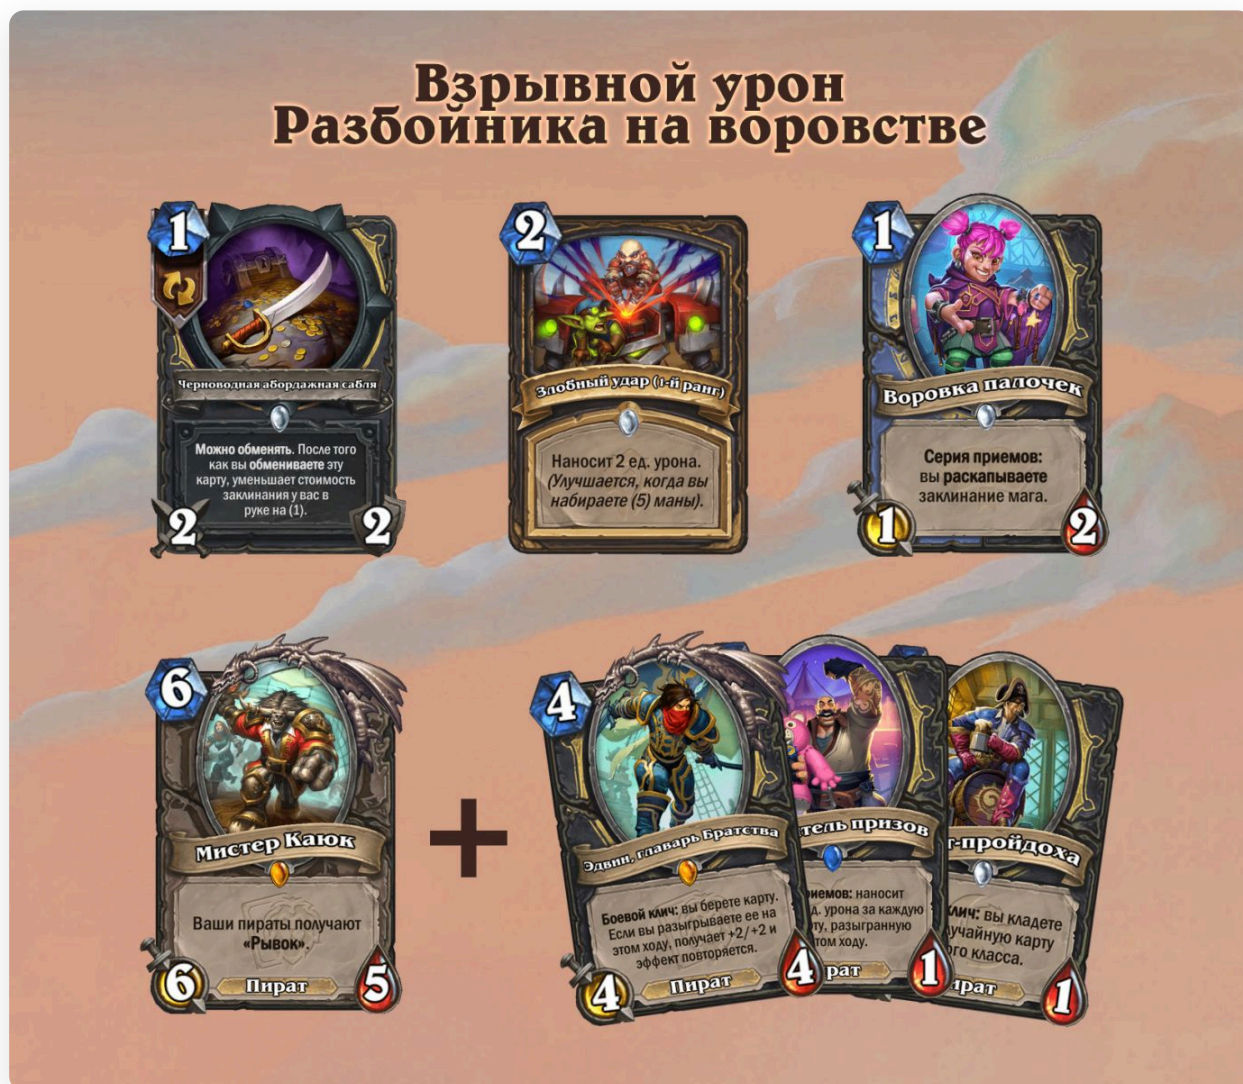 Взрывной урон
Разбойника на воровстве
1
Черноводная абордажная сабля
Можно обменять. После того
как вы обмениваете эту
карту, уменьшает стоимость
заклинания у вас в
руке на (1).
2
2
2
Злобный удар (1-й ранг)
Наносит 2 ед. урона.
(Улучшается, когда вы
набираете (5) маны).
1
Воровка палочек
Серия приемов:
вы раскапываете
заклинание мага.
1
2
6
Мистер Каюк
Ваши пираты получают
«Рывок».
6
Пират
5
+
4
Эдвин, главарь Братства
Боевой клич: вы берете карту.
Если вы разыгрываете ее на
этом ходу, получает +2/+2 и
эффект повторяется.
4
Пират
4
тель призов
риемов: наносит
д. урона за каждую
ту, разыгранную
том ходу.
рат
1
т-пройдоха
клич: вы кладете
лучайную карту
ого класса.
ират
1